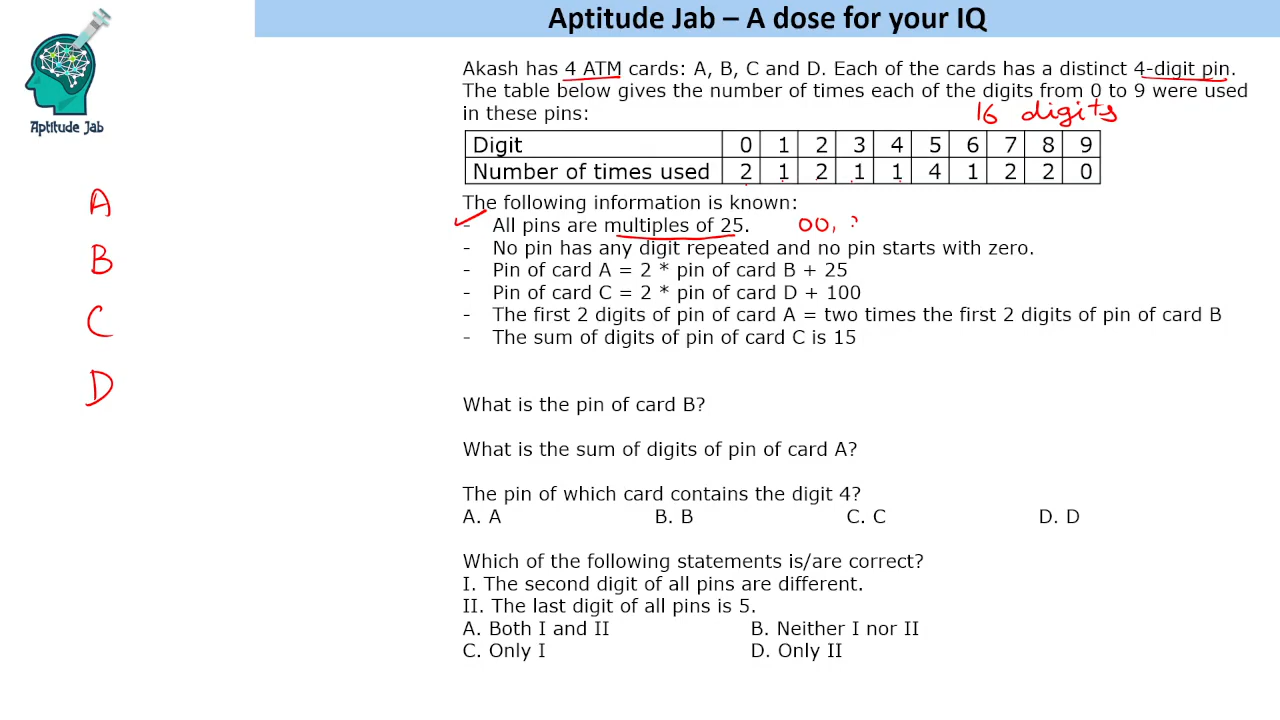 Aptitude Jab – A dose for your IQ
Aptitude Jab
Akash has 4 ATM cards: A, B, C and D. Each of the cards has a distinct 4-digit pin.
The table below gives the number of times each of the digits from 0 to 9 were used
in these pins:
16 digits
Digit 0 1 2 3 4 5 6 7 8 9
Number of times used 2 1 2 1 1 4 1 2 2 0
The following information is known:
- All pins are multiples of 25. 00,
- No pin has any digit repeated and no pin starts with zero.
- Pin of card A = 2 * pin of card B + 25
- Pin of card C = 2 * pin of card D + 100
- The first 2 digits of pin of card A = two times the first 2 digits of pin of card B
- The sum of digits of pin of card C is 15
A
B
C
D
What is the pin of card B?
What is the sum of digits of pin of card A?
The pin of which card contains the digit 4?
A. A B. B C. C D. D
Which of the following statements is/are correct?
I. The second digit of all pins are different.
II. The last digit of all pins is 5.
A. Both I and II B. Neither I nor II
C. Only I D. Only II